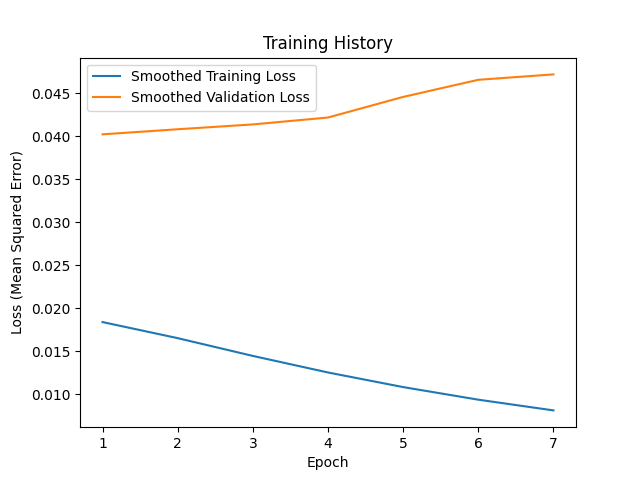 Training History
Smoothed Training Loss
Smoothed Validation Loss
0.045
0.040
0.035
0.030
0.025
0.020
0.015
0.010
Loss (Mean Squared Error)
1 2 3 4 5 6 7
Epoch